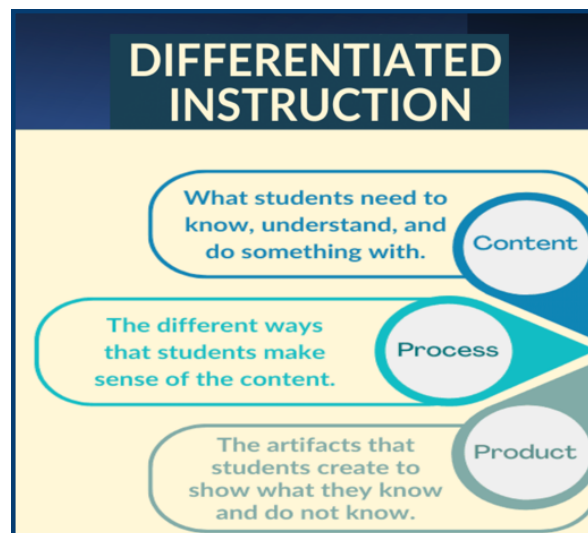 DIFFERENTIATED
INSTRUCTION
What students need to
know, understand, and
do something with.
Content
The different ways
that students make
sense of the content.
Process
The artifacts that
students create to
show what they know
and do not know.
Product